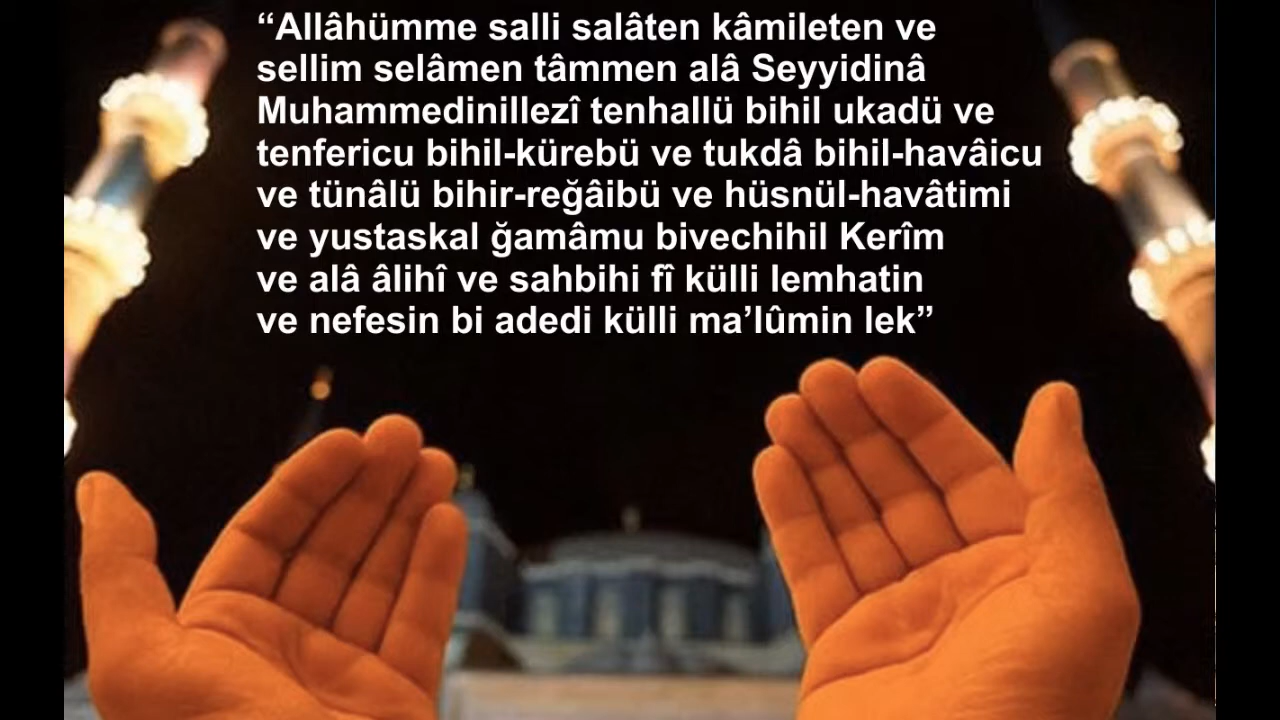 “Allâhümme salli salâten kâmileten ve
sellim selâmen tâmmen alâ Seyyidinâ
Muhammedinillezî tenhallü bihil ukadü ve
tenfericu bihil-kürebü ve tukdâ bihil-havâicu
ve tünâlü bihir-reğâibü ve hüsnül-havâtimi
ve yustaskal ğamâmu bivechihil Kerîm
ve alâ âlihî ve sahbihi fî külli lemhatin
ve nefesin bi adedi külli ma’lûmin lek”